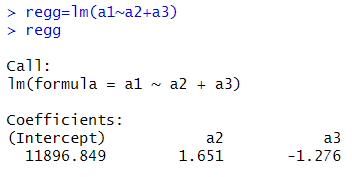 > regg=lm(a1~a2+a3)
> regg
Call:
lm(formula = a1 ~ a2 + a3)
Coefficients:
(Intercept) a2 a3
11896.849 1.651 -1.276